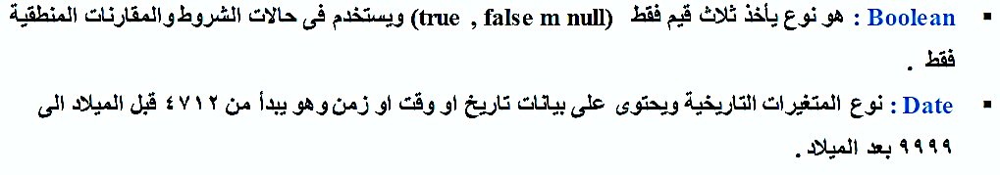 ▪ Boolean : هو نوع يأخذ ثلاث قيم فقط (true , false m null) ويستخدم فى حالات الشروط والمقارنات المنطقية
فقط .
▪ Date : نوع المتغيرات التاريخية ويحتوى على بيانات تاريخ او وقت او زمن وهو يبدأ من ٤٧١٢ قبل الميلاد الى
٩٩٩٩ بعد الميلاد .